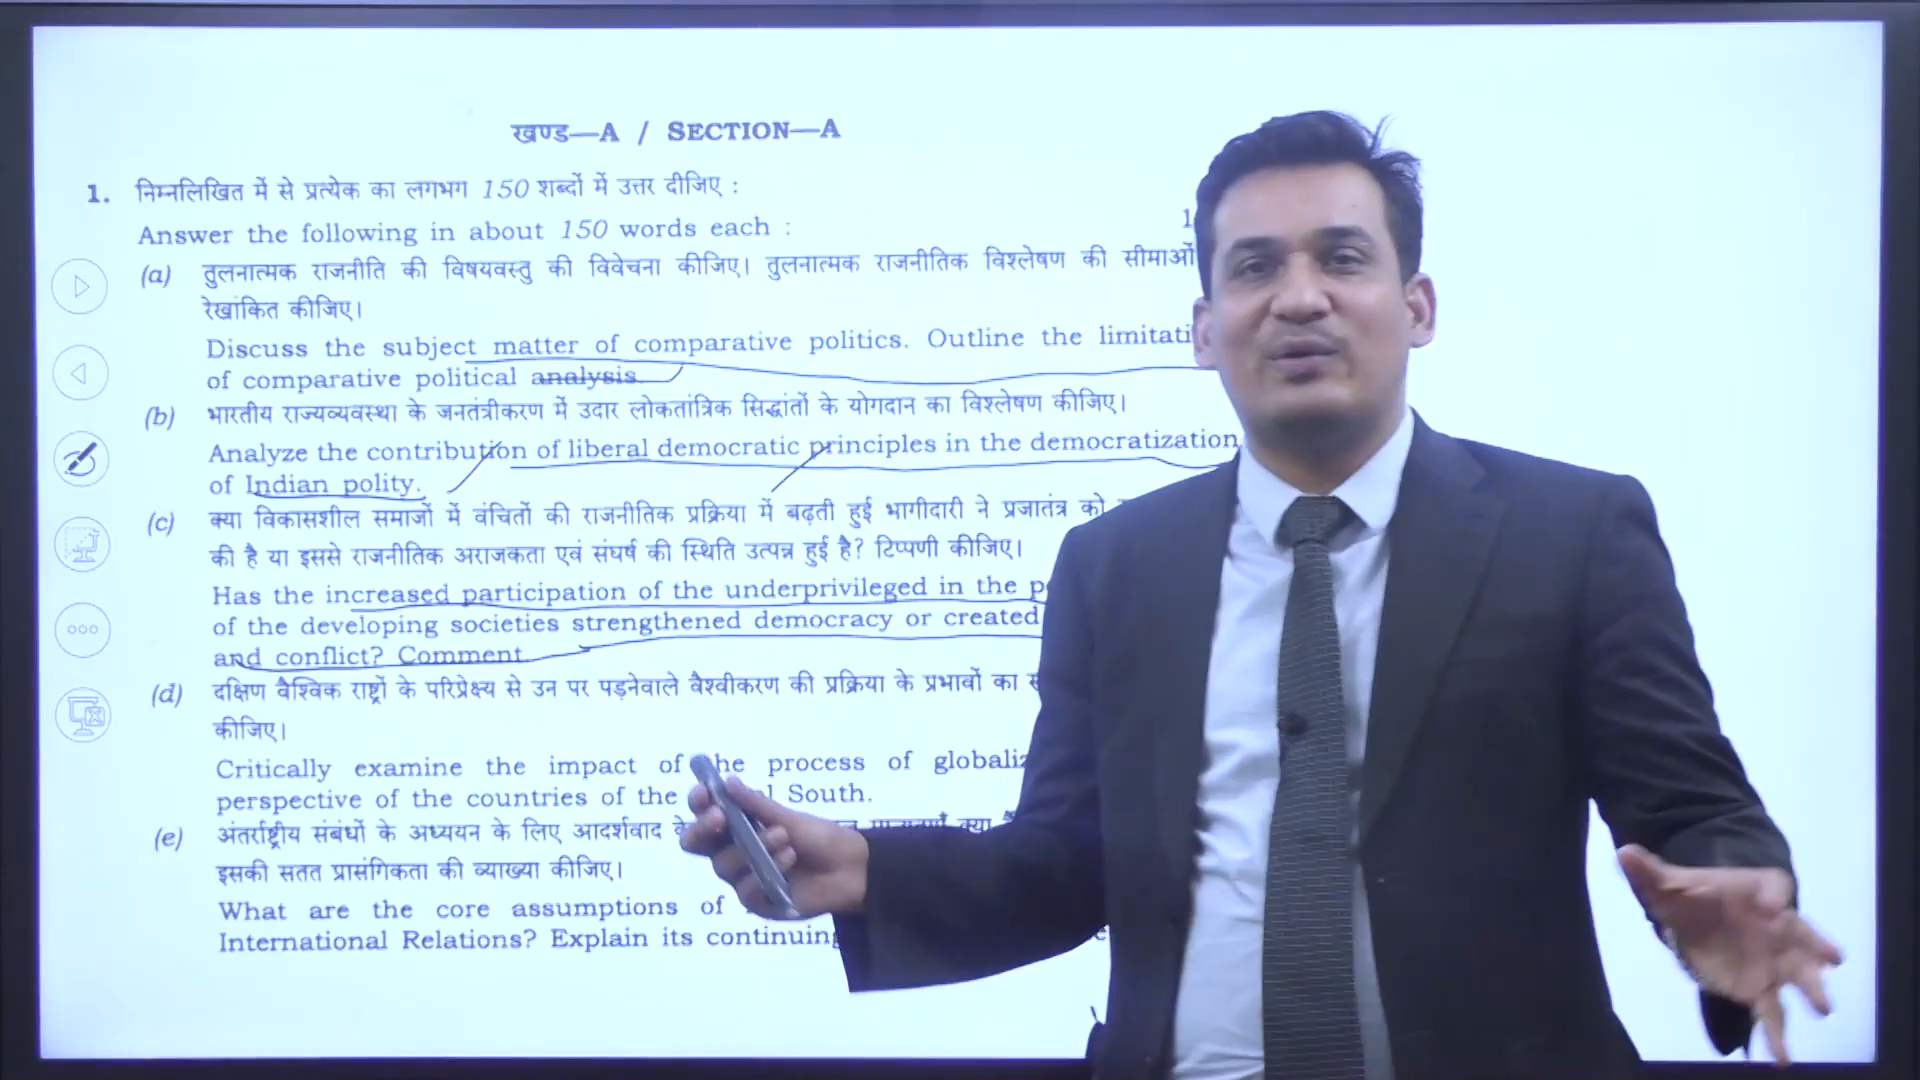 खण्ड—A / SECTION—A
1. निम्नलिखित में से प्रत्येक का लगभग 150 शब्दों में उत्तर दीजिए :
Answer the following in about 150 words each :
(a) तुलनात्मक राजनीति की विषयवस्तु की विवेचना कीजिए। तुलनात्मक राजनीतिक विश्लेषण की सीमाओं
रेखांकित कीजिए।
Discuss the subject matter of comparative politics. Outline the
of comparative political analysis.
(b) भारतीय राज्यव्यवस्था के जनतंत्रीकरण में उदार लोकतांत्रिक सिद्धांतों के योगदान का विश्लेषण कीजिए।
Analyze the contribution of liberal democratic principles in the democratization
of Indian polity.
(c) क्या विकासशील समाजों में वंचितों की राजनीतिक प्रक्रिया में बढ़ती हुई भागीदारी ने प्रजातंत्र को
की है या इससे राजनीतिक अराजकता एवं संघर्ष की स्थिति उत्पन्न हुई है? टिप्पणी कीजिए।
Has the increased participation of the underprivileged in the
of the developing societies strengthened democracy or created
and conflict? Comment
(d) दक्षिण वैश्विक राष्ट्रों के परिप्रेक्ष्य से उन पर पड़नेवाले वैश्वीकरण की प्रक्रिया के प्रभावों का
कीजिए।
Critically examine the impact of the process of
perspective of the countries of the South.
(e) अंतर्राष्ट्रीय संबंधों के अध्ययन के लिए आदर्शवाद के क्या
इसकी सतत प्रासंगिकता की व्याख्या कीजिए।
What are the core assumptions of
International Relations? Explain its continuing